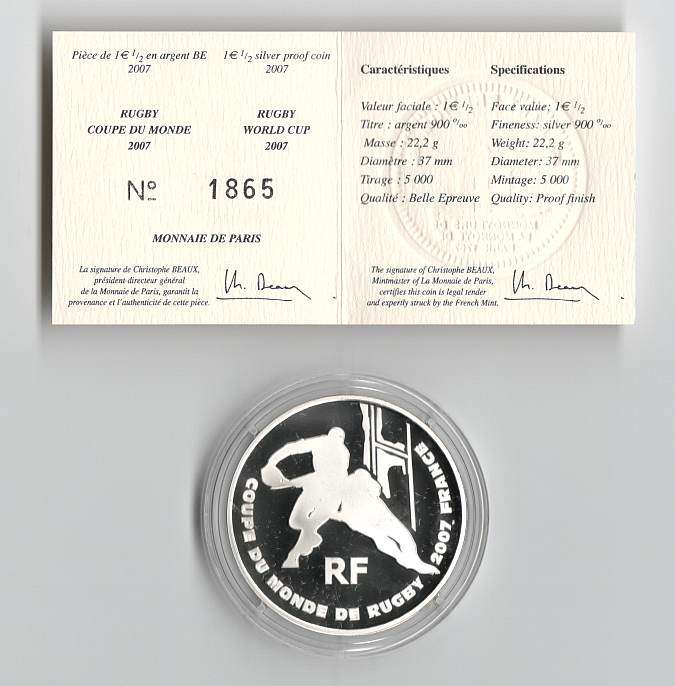 Pièce de 1€ 1/2 en argent BE
2007
RUGBY
COUPE DU MONDE
2007
1€ 1/2 silver proof coin
2007
RUGBY
WORLD CUP
2007
Nº 1865
MONNAIE DE PARIS
La signature de Christophe BEAUX,
président-directeur général
de la Monnaie de Paris, garantit la
provenance et l'authenticité de cette pièce.
Ch. Beaux
Caractéristiques
Valeur faciale : 1€ 1/2
Titre : argent 900 ‰
Masse : 22,2 g
Diamètre : 37 mm
Tirage : 5 000
Qualité : Belle Epreuve
Specifications
Face value: 1€ 1/2
Fineness: silver 900 ‰
Weight: 22,2 g
Diameter: 37 mm
Mintage: 5 000
Quality: Proof finish
The signature of Christophe BEAUX,
Mintmaster of La Monnaie de Paris,
certifies this coin is legal tender
and expertly struck by the French Mint.
Ch. Beaux
COUPE DU MONDE DE RUGBY 2007 FRANCE
RF